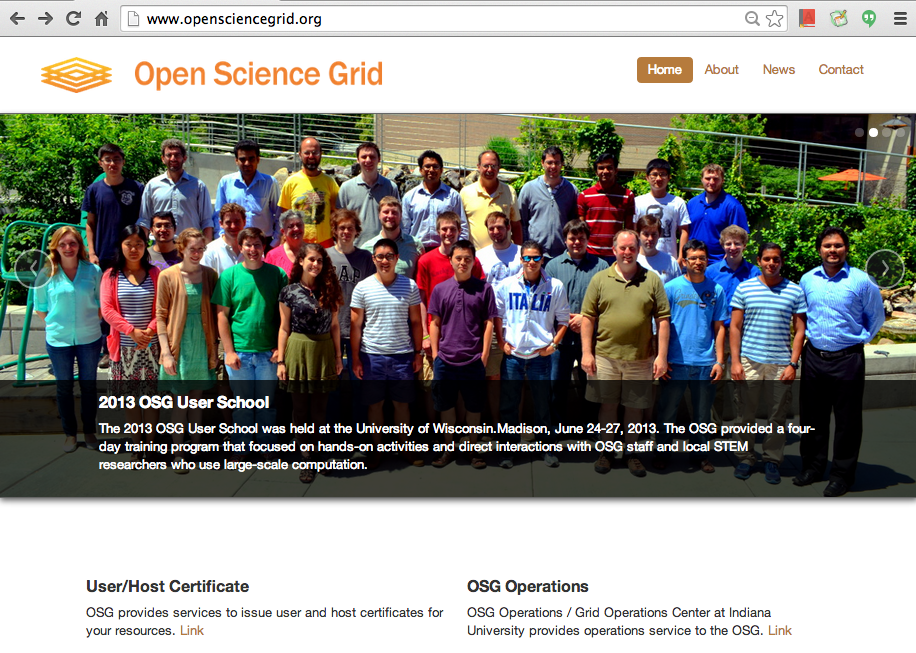 www.opensciencegrid.org
Open Science Grid
Home About News Contact
ITALIA
2013 OSG User School
The 2013 OSG User School was held at the University of Wisconsin.Madison, June 24-27, 2013. The OSG provided a four-
day training program that focused on hands-on activities and direct interactions with OSG staff and local STEM
researchers who use large-scale computation.
User/Host Certificate
OSG provides services to issue user and host certificates for
your resources. Link
OSG Operations
OSG Operations / Grid Operations Center at Indiana
University provides operations service to the OSG. Link